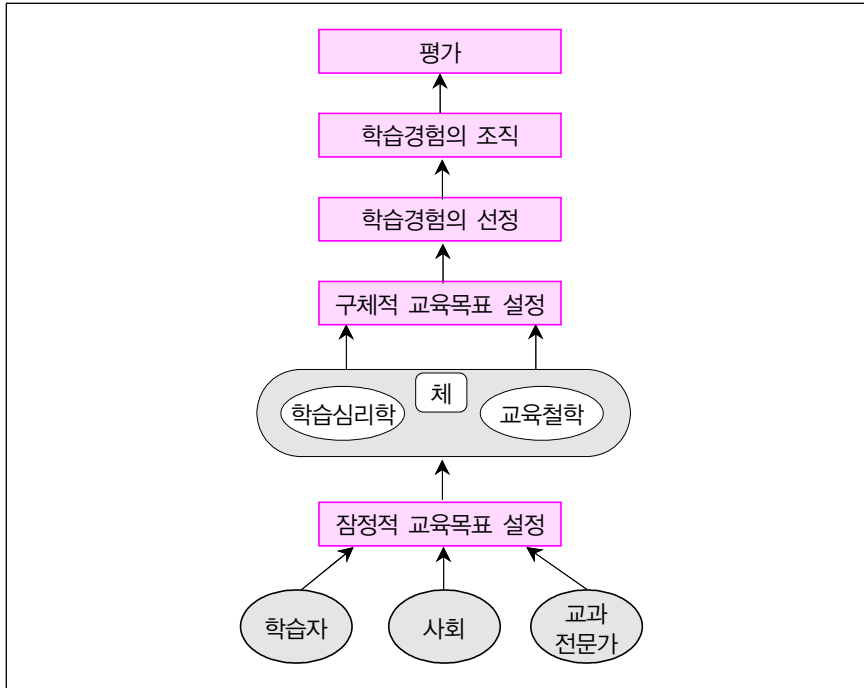 평가
학습경험의 조직
학습경험의 선정
구체적 교육목표 설정
체
학습심리학
교육철학
잠정적 교육목표 설정
학습자
사회
교과
전문가